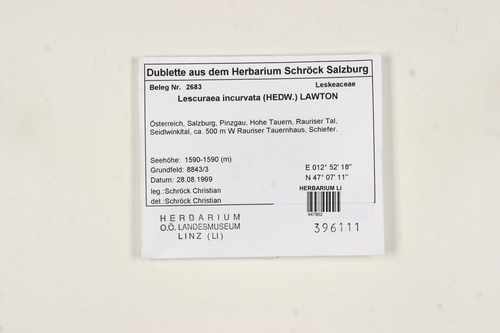 Dublette aus dem Herbarium Schröck Salzburg
Beleg Nr. 2683 Leskeaceae
Lescuraea incurvata (HEDW.) LAWTON
Österreich, Salzburg, Pinzgau, Hohe Tauern, Rauriser Tal,
Seidlwinkltal, ca. 500 m W Rauriser Tauernhaus, Schiefer.
Seehöhe: 1590-1590 (m) E 012° 52' 18"
Grundfeld: 8843/3 N 47° 07' 11"
Datum: 28.08.1999
leg.:Schröck Christian HERBARIUM LI
det.:Schröck Christian
947862
HERBARIUM
O.Ö. LANDESMUSEUM
LINZ (LI)
396111